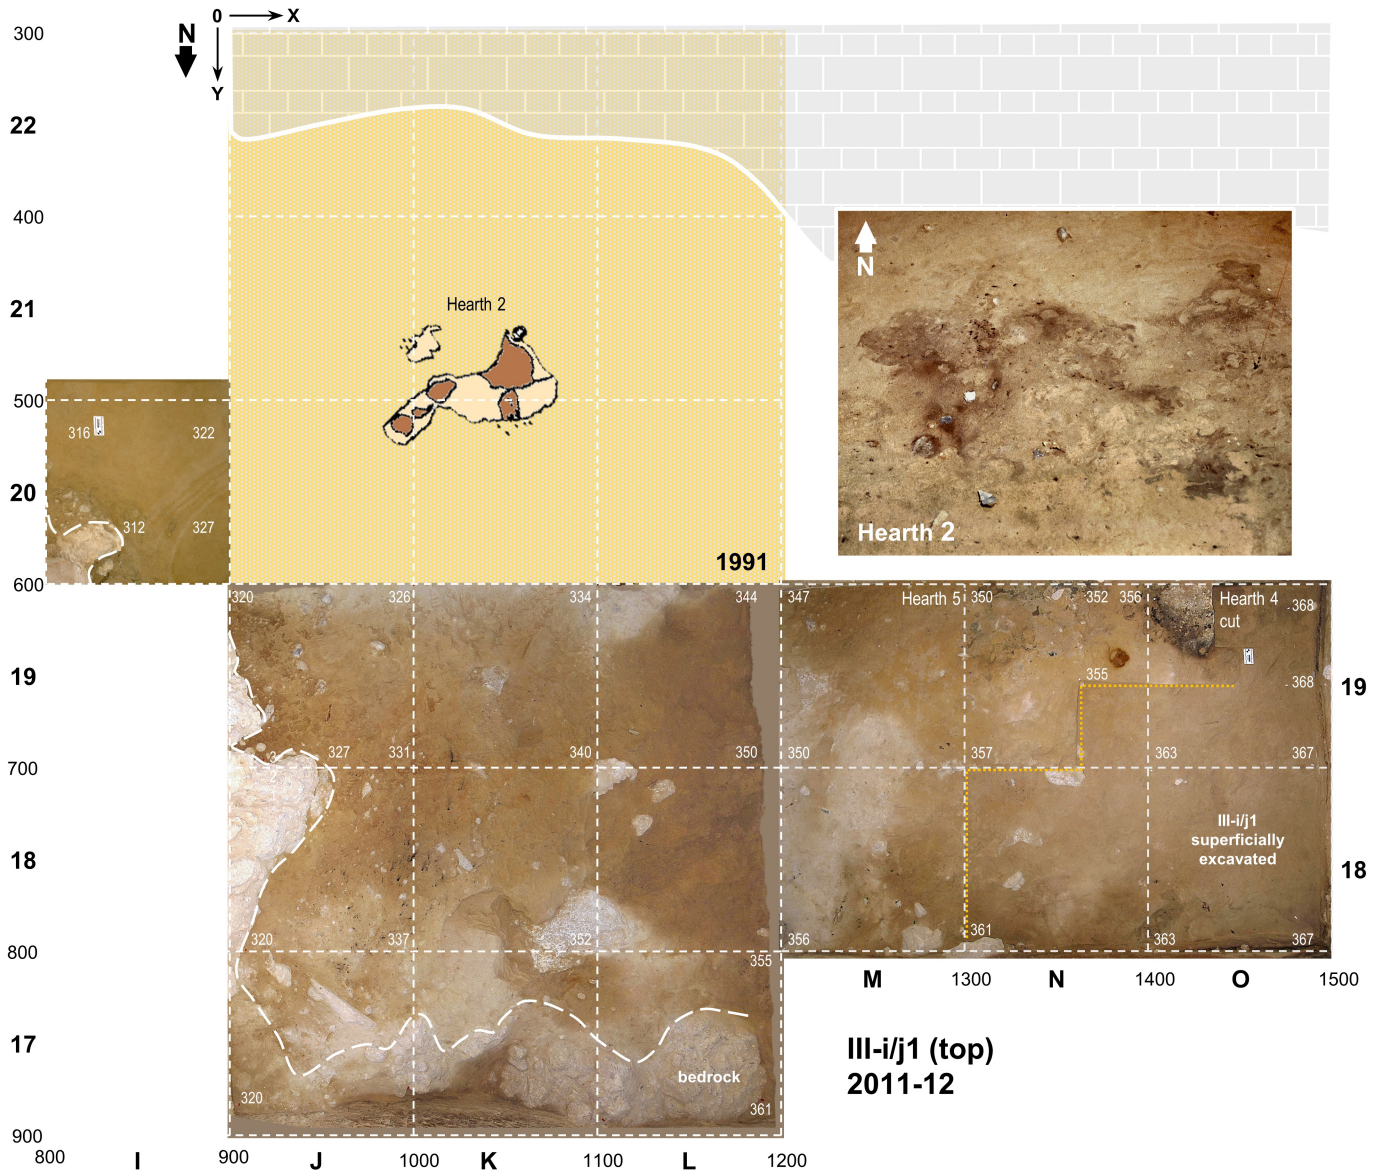 0 X
300
N
Y
22
400
21
Hearth 2
N
Hearth 2
500
316 322
20
312 327
1991
600
320 326 334 344 347 Hearth 5 350 352 356 Hearth 4
cut
368
19
355
368
19
327 331 340 350 350 357 363 367
700
III-i/j1
superficially
excavated
18
18
320 337 352 355 356 361 363 367
800
M 1300 N 1400 O 1500
17
III-i/j1 (top)
2011-12
bedrock
320 361
900
800 I 900 J 1000 K 1100 L 1200